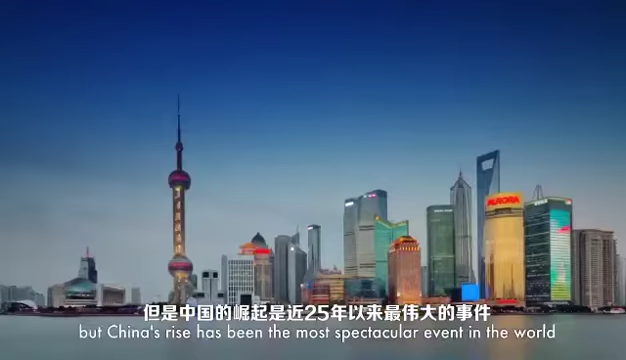 AURORA
但是中国的崛起是近25年以来最伟大的事件
but China's rise has been the most spectacular event in the world